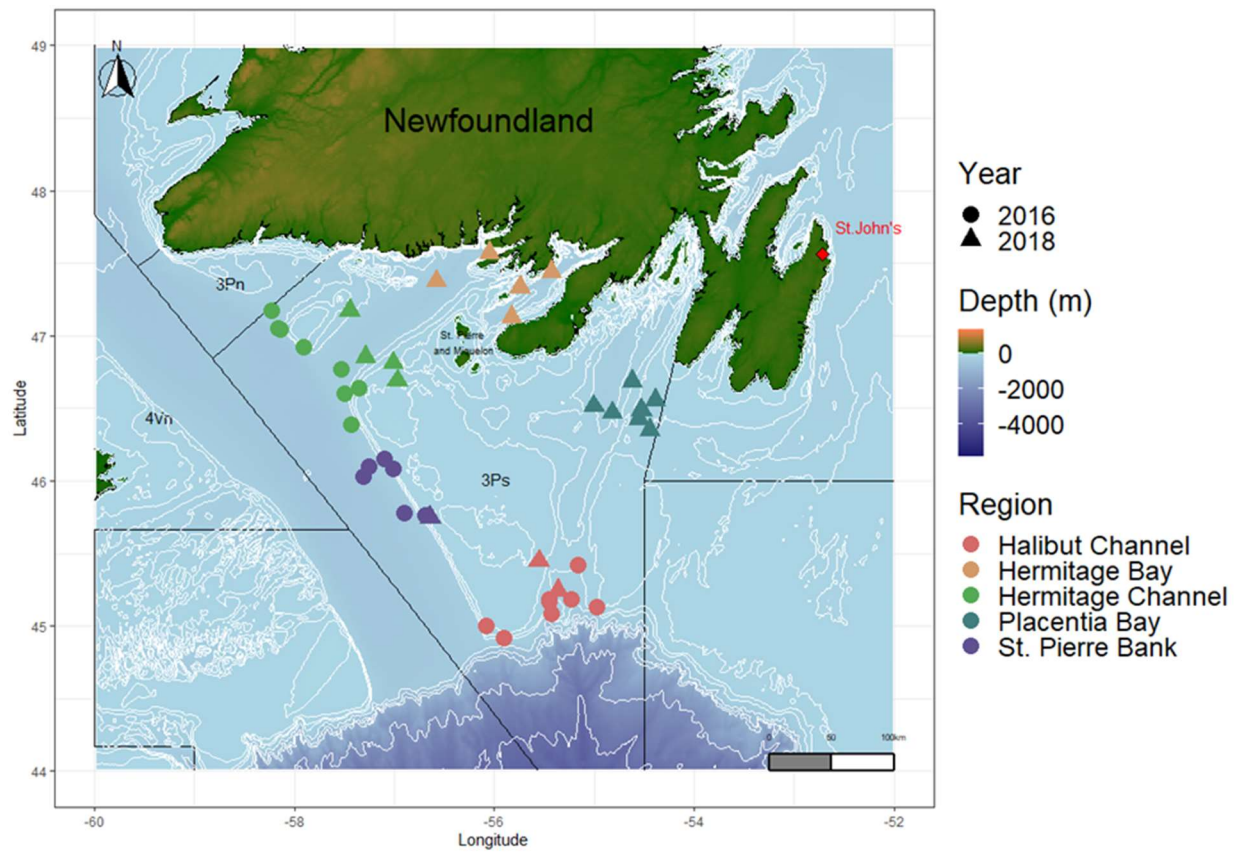 49
48
47
46
45
44
Latitude
N
Newfoundland
St.John's
3Pn
St. Pierre
and Miquelon
4Vn
3Ps
0 50 100km
-60 -58 -56 -54 -52
Longitude
Year
2016
2018
Depth (m)
0
-2000
-4000
Region
Halibut Channel
Hermitage Bay
Hermitage Channel
Placentia Bay
St. Pierre Bank